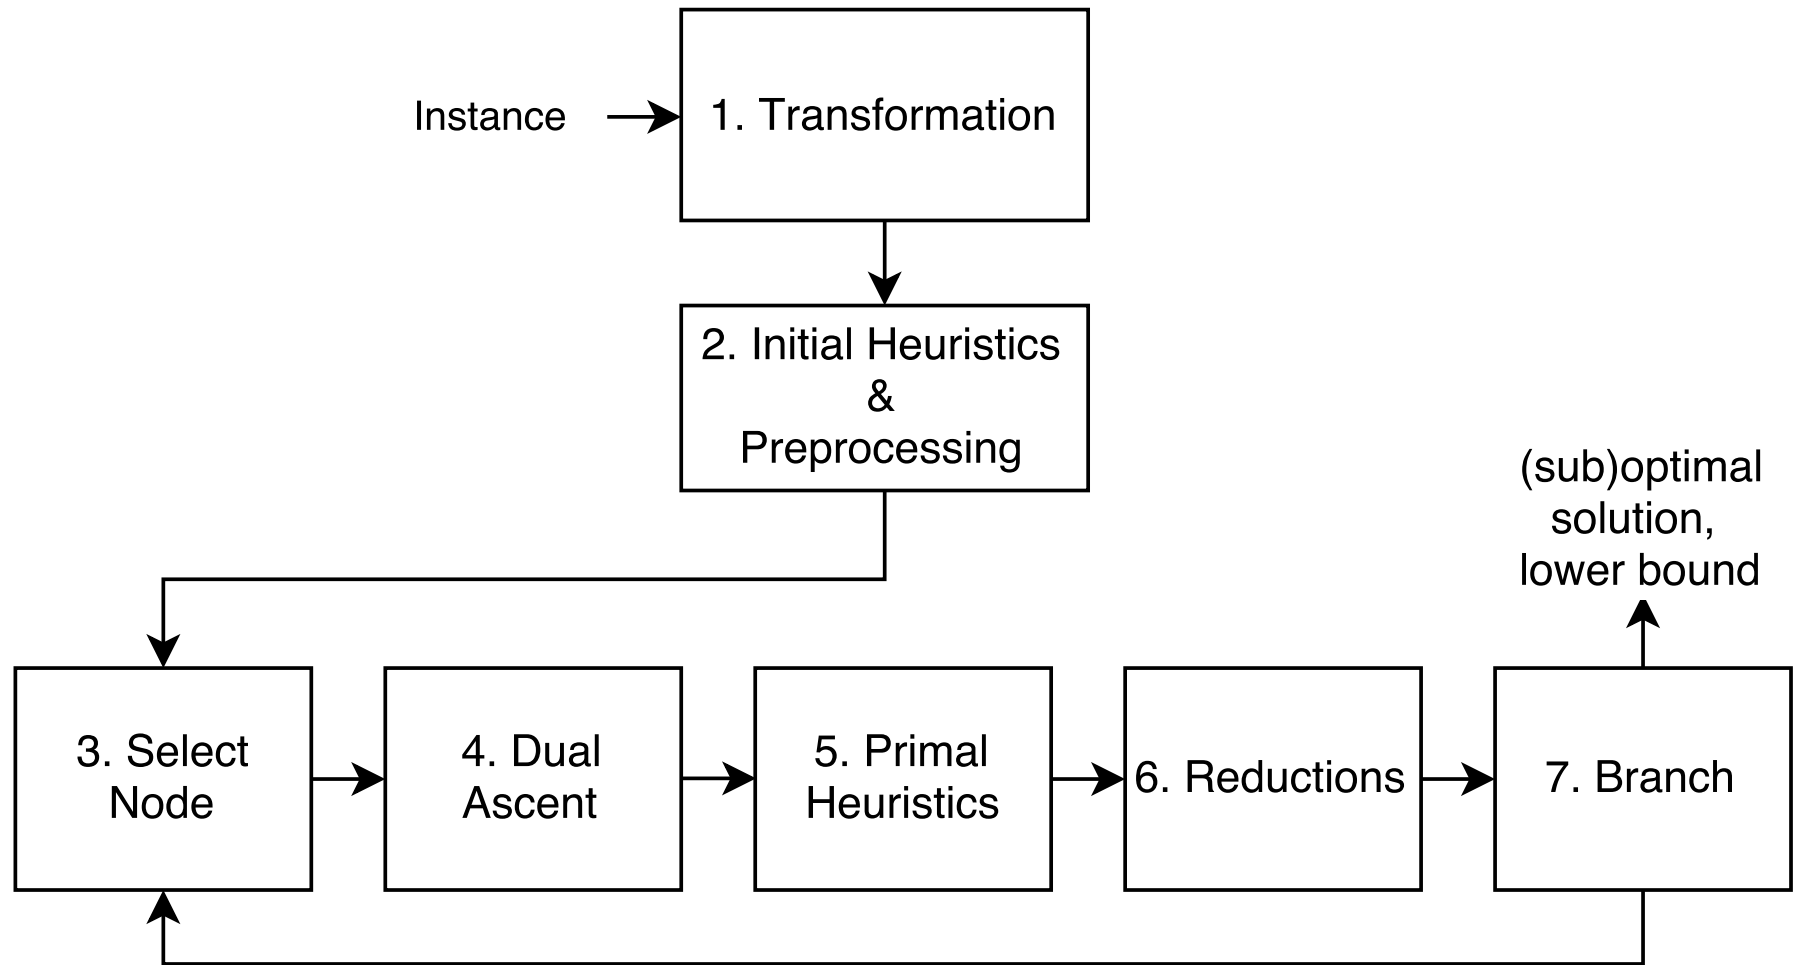 Instance
1. Transformation
2. Initial Heuristics
&
Preprocessing
(sub)optimal
solution,
lower bound
3. Select
Node
4. Dual
Ascent
5. Primal
Heuristics
6. Reductions
7. Branch